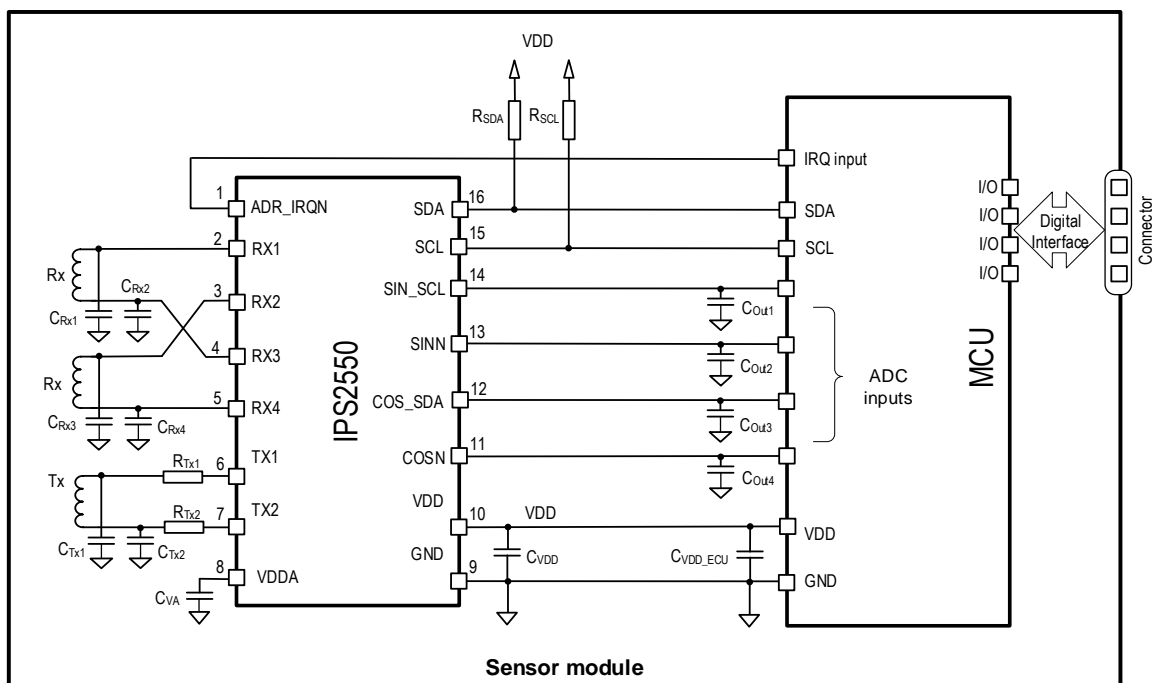 VDD
RSDA
RSCL
IRQ input
1
ADR_IRQN
SDA
16
SDA
I/O
I/O
I/O
I/O
Digital
Interface
Connector
2
RX1
SCL
15
SCL
Rx
CRx2
CRx1
3
RX2
SIN_SCL
14
COut1
4
RX3
SINN
13
COut2
Rx
CRx3
CRx4
5
RX4
COS_SDA
12
COut3
ADC
inputs
IPS2550
MCU
TX1
6
RTx1
COSN
11
COut4
Tx
RTx2
TX2
7
VDD
10
VDD
VDD
CTx1
CTx2
CVDD
CVDD_ECU
GND
9
GND
8
VDDA
CVA
Sensor module